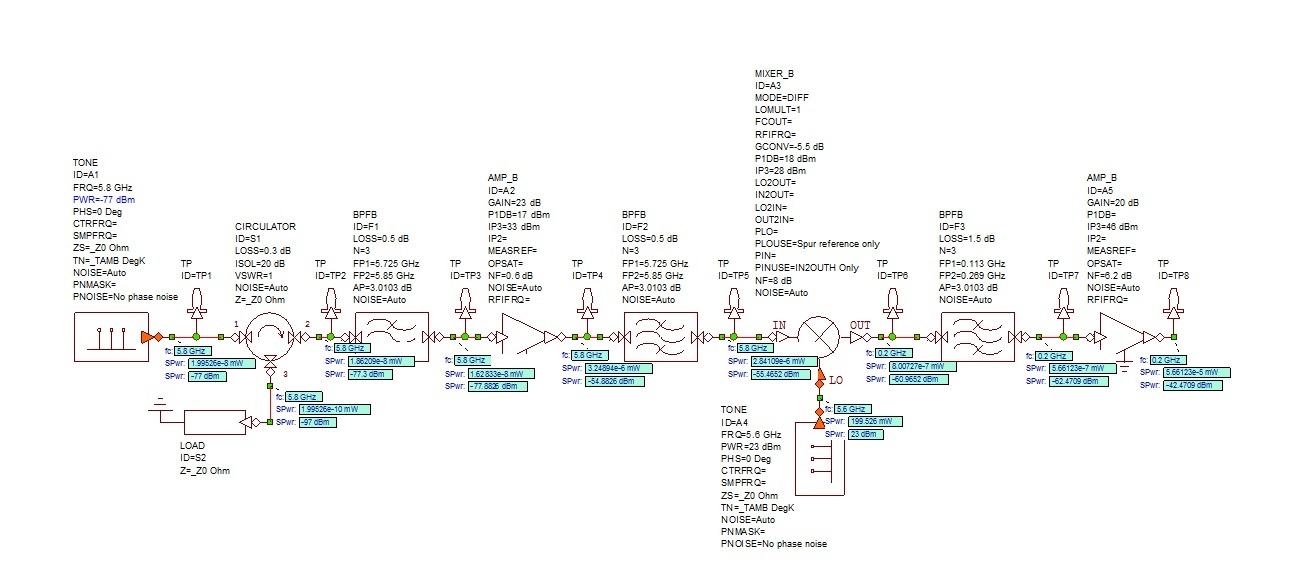 TONE
ID=A1
FRQ=5.8 GHz
PWR=-77 dBm
PHS=0 Deg
CTRFRQ=
SMPFRQ=
ZS=_Z0 Ohm
TN=_TAMB DegK
NOISE=Auto
PNMASK=
PNOISE=No phase noise
TP
ID=TP1
fc: 5.8 GHz
SPwr: 1.99526e-8 mW
SPwr: -77 dBm
CIRCULATOR
ID=S1
LOSS=0.3 dB
ISOL=20 dB
VSWR=1
NOISE=Auto
Z=_Z0 Ohm
1
2
3
fc: 5.8 GHz
SPwr: 1.99526e-10 mW
SPwr: -97 dBm
LOAD
ID=S2
Z=_Z0 Ohm
TP
ID=TP2
fc: 5.8 GHz
SPwr: 1.86209e-8 mW
SPwr: -77.3 dBm
BPFB
ID=F1
LOSS=0.5 dB
N=3
FP1=5.725 GHz
FP2=5.85 GHz
AP=3.0103 dB
NOISE=Auto
TP
ID=TP3
fc: 5.8 GHz
SPwr: 1.62833e-8 mW
SPwr: -77.8826 dBm
AMP_B
ID=A2
GAIN=23 dB
P1DB=17 dBm
IP3=33 dBm
IP2=
MEASREF=
OPSAT=
NF=0.6 dB
NOISE=Auto
RFIFRQ=
TP
ID=TP4
fc: 5.8 GHz
SPwr: 3.24894e-6 mW
SPwr: -54.8826 dBm
BPFB
ID=F2
LOSS=0.5 dB
N=3
FP1=5.725 GHz
FP2=5.85 GHz
AP=3.0103 dB
NOISE=Auto
TP
ID=TP5
fc: 5.8 GHz
SPwr: 2.84109e-6 mW
SPwr: -55.4652 dBm
MIXER_B
ID=A3
MODE=DIFF
LOMULT=1
FCOUT=
RFIFRQ=
GCONV=-5.5 dB
P1DB=18 dBm
IP3=28 dBm
LO2OUT=
IN2OUT=
LO2IN=
OUT2IN=
PLO=
PLOUSE=Spur reference only
PIN=
PINUSE=IN2OUTH Only
NF=8 dB
NOISE=Auto
IN
OUT
LO
fc: 5.6 GHz
SPwr: 199.526 mW
SPwr: 23 dBm
TONE
ID=A4
FRQ=5.6 GHz
PWR=23 dBm
PHS=0 Deg
CTRFRQ=
SMPFRQ=
ZS=_Z0 Ohm
TN=_TAMB DegK
NOISE=Auto
PNMASK=
PNOISE=No phase noise
TP
ID=TP6
fc: 0.2 GHz
SPwr: 8.00727e-7 mW
SPwr: -60.9652 dBm
BPFB
ID=F3
LOSS=1.5 dB
N=3
FP1=0.113 GHz
FP2=0.269 GHz
AP=3.0103 dB
NOISE=Auto
TP
ID=TP7
fc: 0.2 GHz
SPwr: 5.66123e-7 mW
SPwr: -62.4709 dBm
AMP_B
ID=A5
GAIN=20 dB
P1DB=
IP3=46 dBm
IP2=
MEASREF=
OPSAT=
NF=6.2 dB
NOISE=Auto
RFIFRQ=
TP
ID=TP8
fc: 0.2 GHz
SPwr: 5.66123e-5 mW
SPwr: -42.4709 dBm